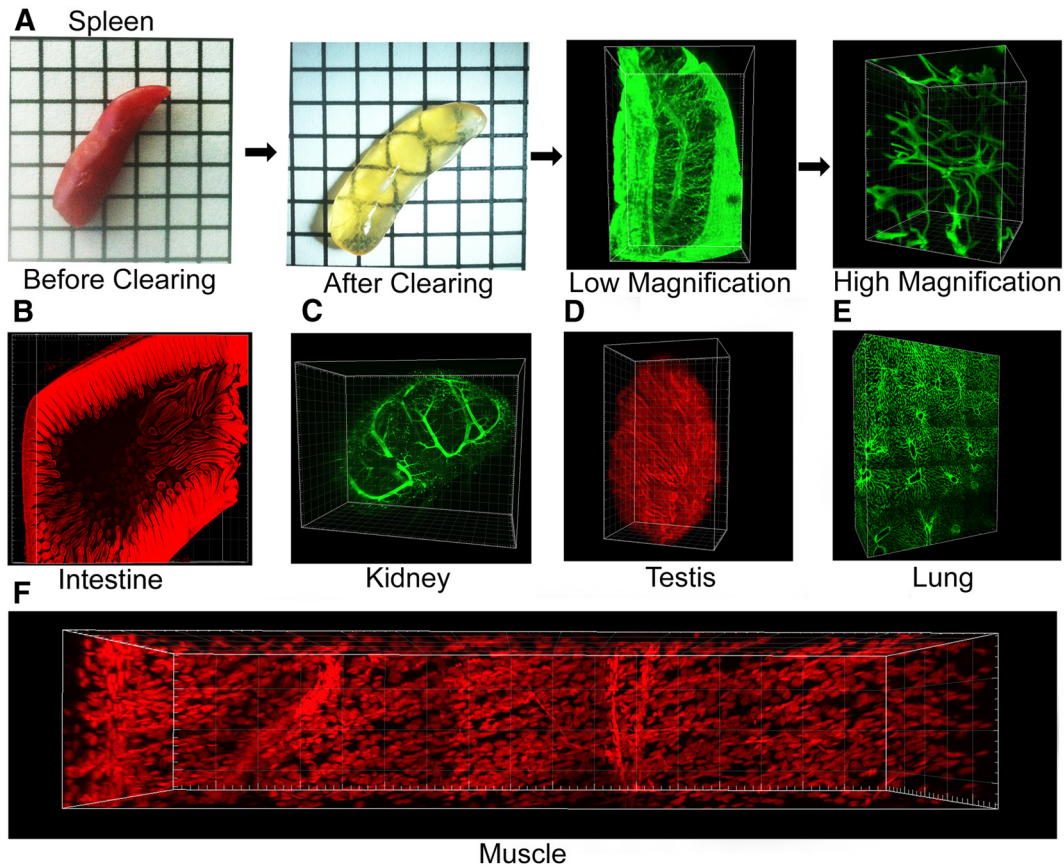 A
Spleen
Before Clearing
After Clearing
Low Magnification
High Magnification
B
C
D
E
Intestine
Kidney
Testis
Lung
F
Muscle